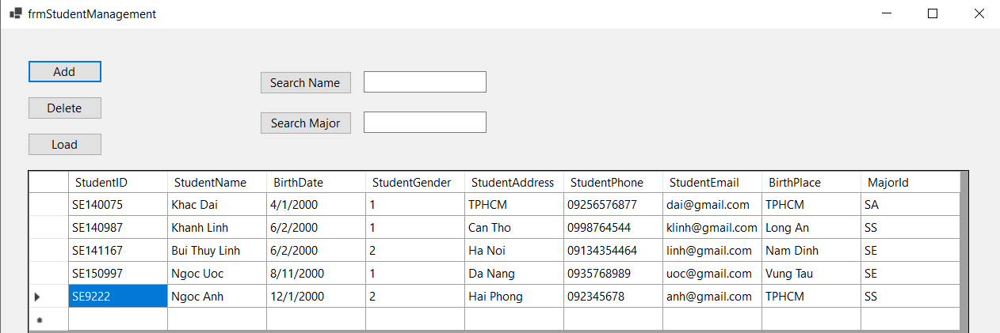 frmStudentManagement
Add
Search Name
Delete
Search Major
Load
StudentID StudentName BirthDate StudentGender StudentAddress StudentPhone StudentEmail BirthPlace MajorId
SE140075 Khac Dai 4/1/2000 1 TPHCM 09256576877 dai@gmail.com TPHCM SA
SE140987 Khanh Linh 6/2/2000 1 Can Tho 0998764544 klinh@gmail.com Long An SS
SE141167 Bui Thuy Linh 6/2/2000 2 Ha Noi 09134354464 linh@gmail.com Nam Dinh SE
SE150997 Ngoc Uoc 8/11/2000 1 Da Nang 0935768989 uoc@gmail.com Vung Tau SE
SE9222 Ngoc Anh 12/1/2000 2 Hai Phong 092345678 anh@gmail.com TPHCM SS